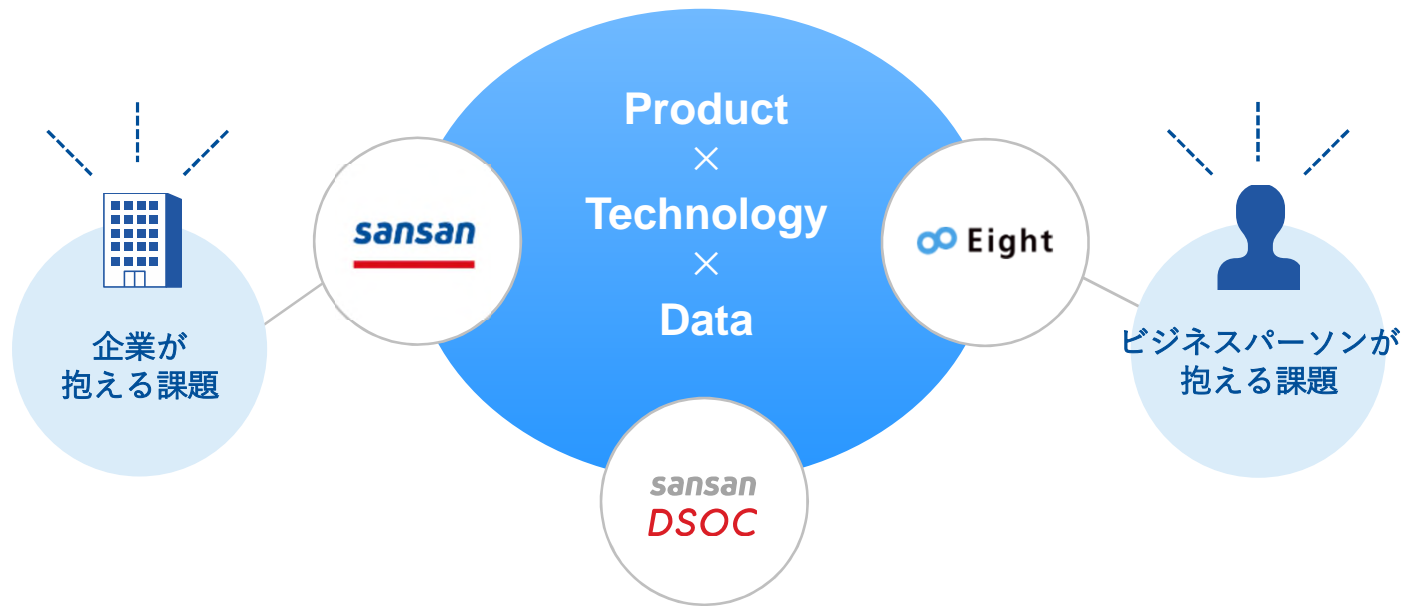 Product
×
Technology
×
Data
sansan
Eight
企業が
抱える課題
ビジネスパーソンが
抱える課題
sansan
DSOC